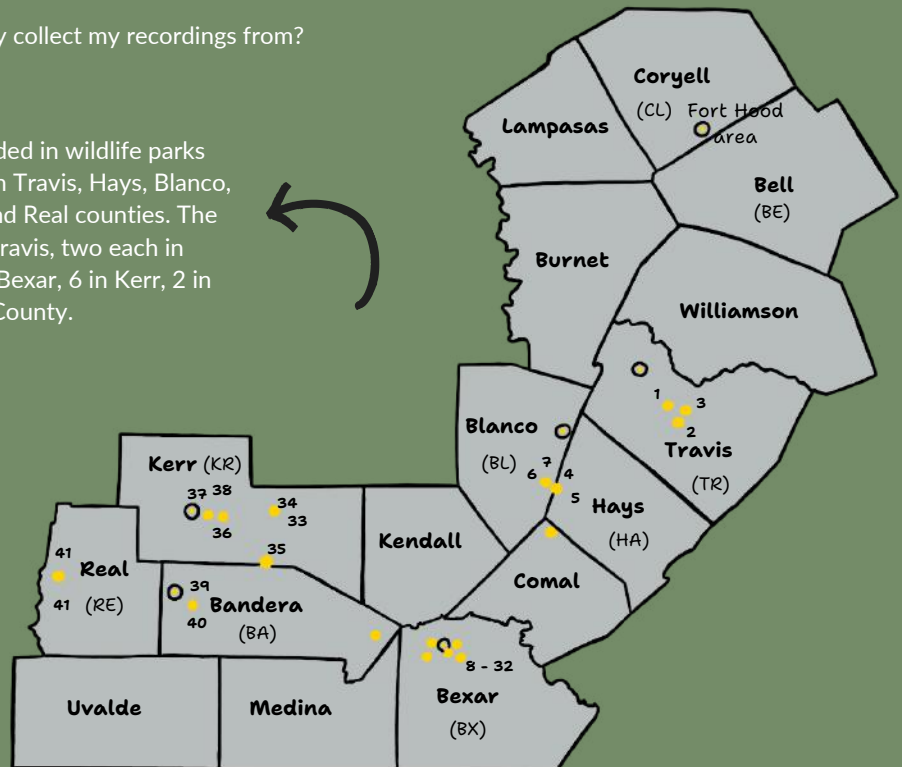 y collect my recordings from?
ded in wildlife parks
n Travis, Hays, Blanco,
nd Real counties. The
ravis, two each in
Bexar, 6 in Kerr, 2 in
County.
Coryell
(CL) Fort Hood
area
Lampasas
Bell
(BE)
Burnet
Williamson
1
3
2
Travis
(TR)
Blanco
(BL)
7
6
4
5
Hays
(HA)
Kerr (KR)
37 38
36
34
33
35
Kendall
Comal
41
Real
41 (RE)
39
40
Bandera
(BA)
8 - 32
Bexar
(BX)
Uvalde
Medina